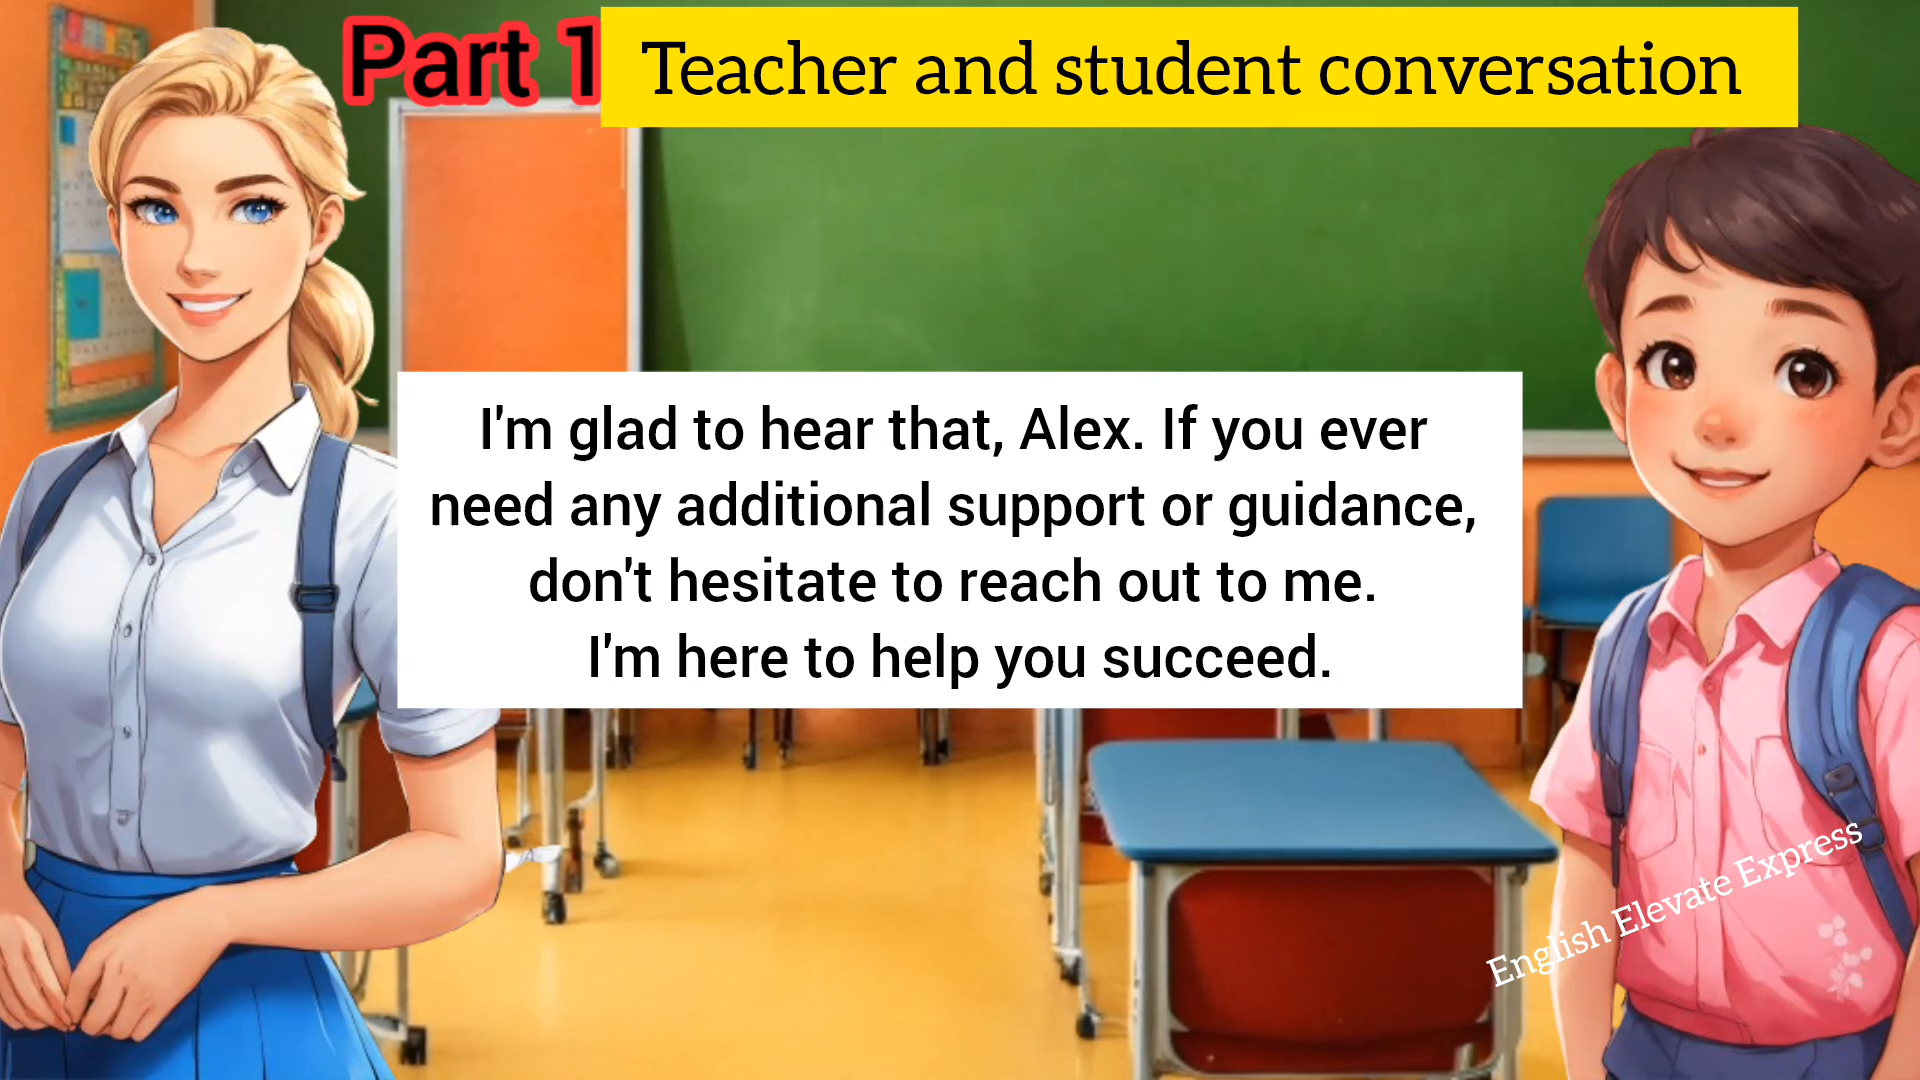 Part 1
Teacher and student conversation
I'm glad to hear that, Alex. If you ever
need any additional support or guidance,
don't hesitate to reach out to me.
I'm here to help you succeed.
English Elevate Express